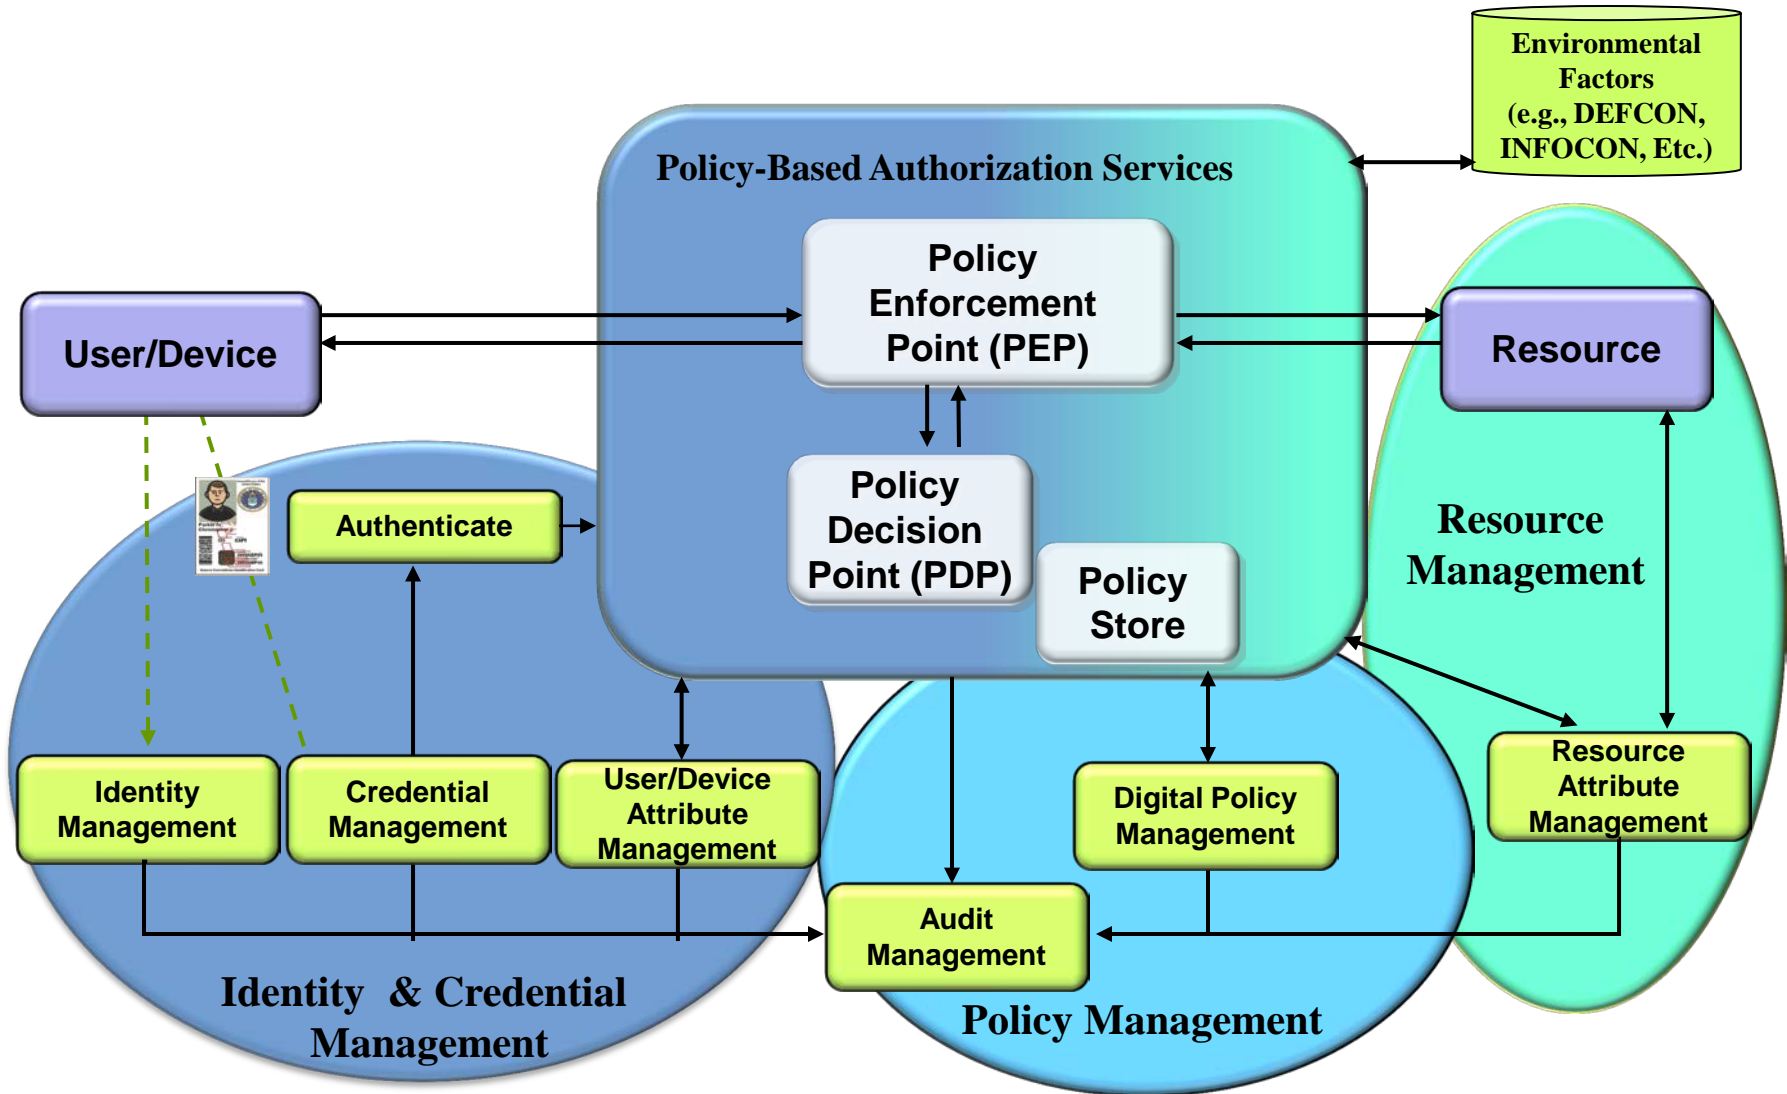 Environmental
Factors
(e.g., DEFCON,
INFOCON, Etc.)
Policy-Based Authorization Services
Policy
Enforcement
Point (PEP)
User/Device
Resource
Policy
Decision
Point (PDP)
Authenticate
Policy
Store
Resource
Management
Identity
Management
Credential
Management
User/Device
Attribute
Management
Digital Policy
Management
Resource
Attribute
Management
Audit
Management
Identity & Credential
Management
Policy Management